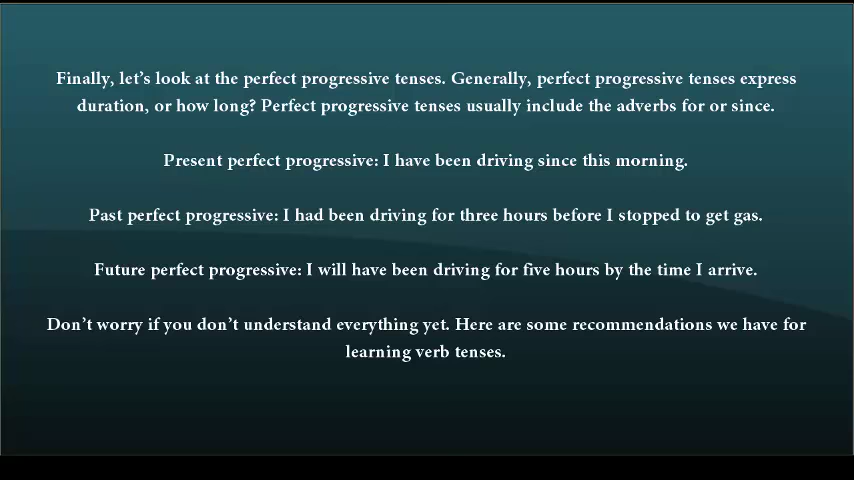 Finally, let’s look at the perfect progressive tenses. Generally, perfect progressive tenses express
duration, or how long? Perfect progressive tenses usually include the adverbs for or since.
Present perfect progressive: I have been driving since this morning.
Past perfect progressive: I had been driving for three hours before I stopped to get gas.
Future perfect progressive: I will have been driving for five hours by the time I arrive.
Don’t worry if you don’t understand everything yet. Here are some recommendations we have for
learning verb tenses.